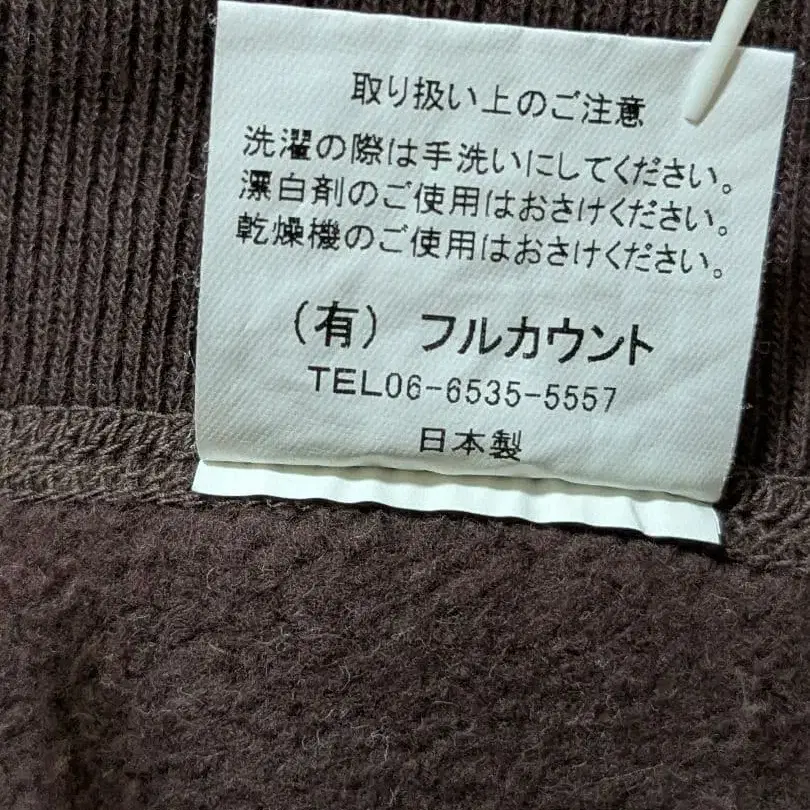 取り扱い上のご注意
洗濯の際は手洗いにしてください。
漂白剤のご使用はおさけください。
乾燥機のご使用はおさけください。
（有）フルカウント
TEL06-6535-5557
日本製